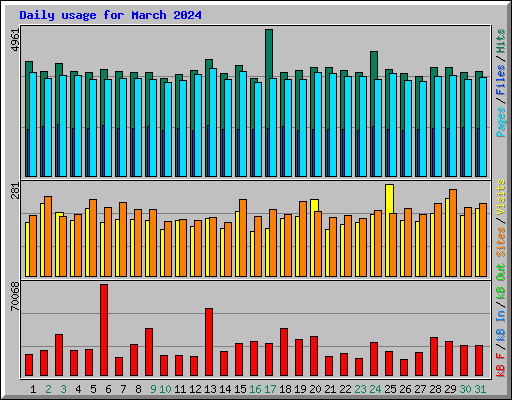 Daily usage for March 2024
4961
281
70068
Pages / Files / Hits
Sites / Visits
kB F / kB In / kB Out
1 2 3 4 5 6 7 8 9 10 11 12 13 14 15 16 17 18 19 20 21 22 23 24 25 26 27 28 29 30 31